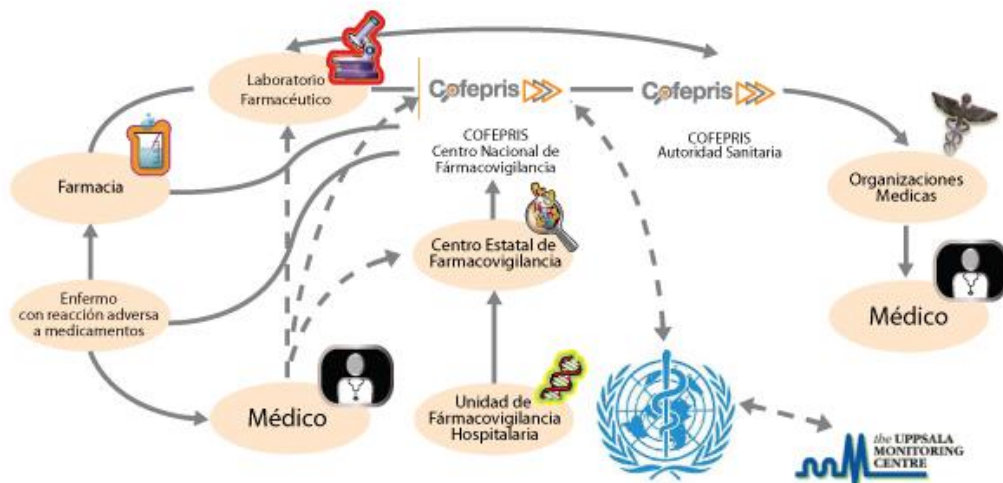 Laboratorio
Farmacéutico
Cofepris
Cofepris
COFEPRIS
Centro Nacional de
Fármacovigilancia
COFEPRIS
Autoridad Sanitaria
Farmacia
Organizaciones
Medicas
Centro Estatal de
Farmacovigilancia
Enfermo
con reacción adversa
a medicamentos
Médico
Médico
Unidad de
Fármacovigilancia
Hospitalaria
the UPPSALA
MONITORING
CENTRE